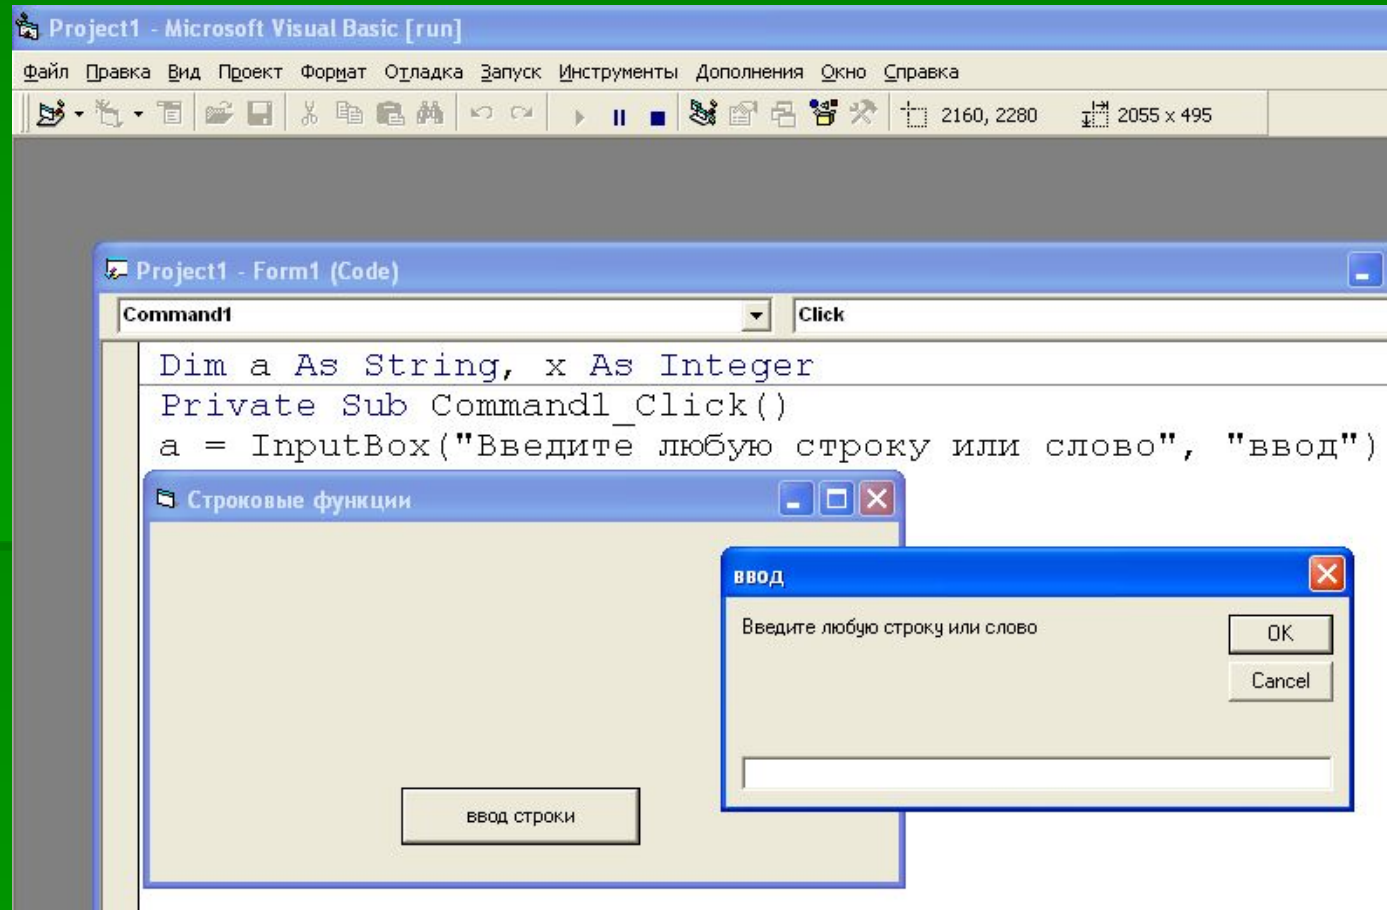 Project1 - Microsoft Visual Basic [run]
Файл Правка Вид Проект Формат Отладка Запуск Инструменты Дополнения Окно Справка
2160, 2280 2055 x 495
Project1 - Form1 (Code)
Command1 Click
Dim a As String, x As Integer
Private Sub Command1_Click()
a = InputBox("Введите любую строку или слово", "ввод")
Строковые функции
ввод
Введите любую строку или слово
OK
Cancel
ввод строки